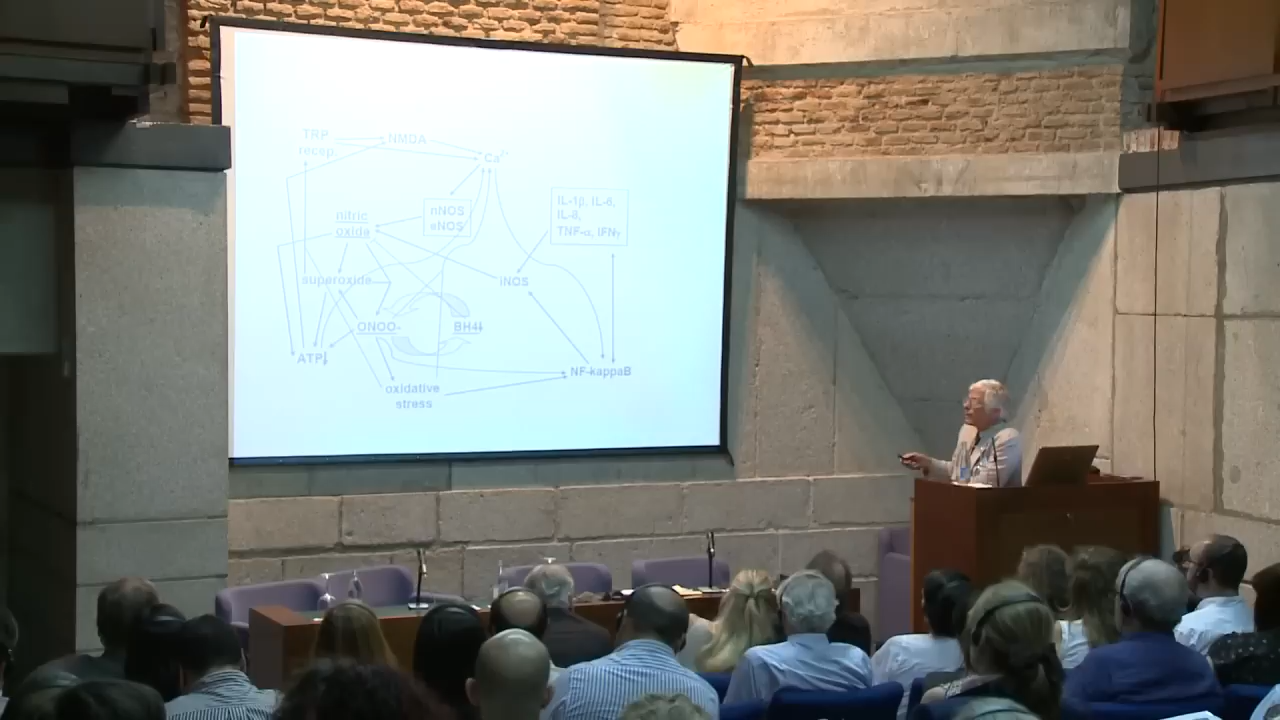 TRP
recep.
NMDA
Ca²⁺
nNOS
eNOS
IL-1β, IL-6,
IL-8,
TNF-α, IFNγ
nitric
oxide
superoxide
iNOS
ONOO-
BH4↓
ATP↓
NF-kappaB
oxidative
stress